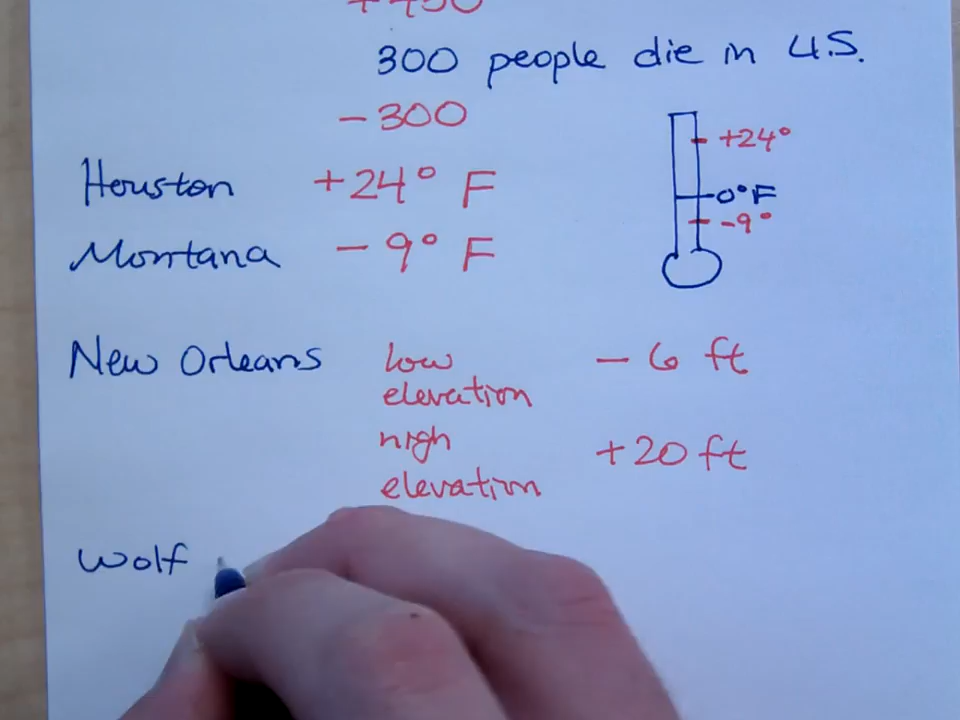 +450
300 people die in U.S.
-300
Houston +24° F
Montana -9° F
+24°
0°F
-9°
New Orleans low elevation -6 ft
high elevation +20 ft
wolf